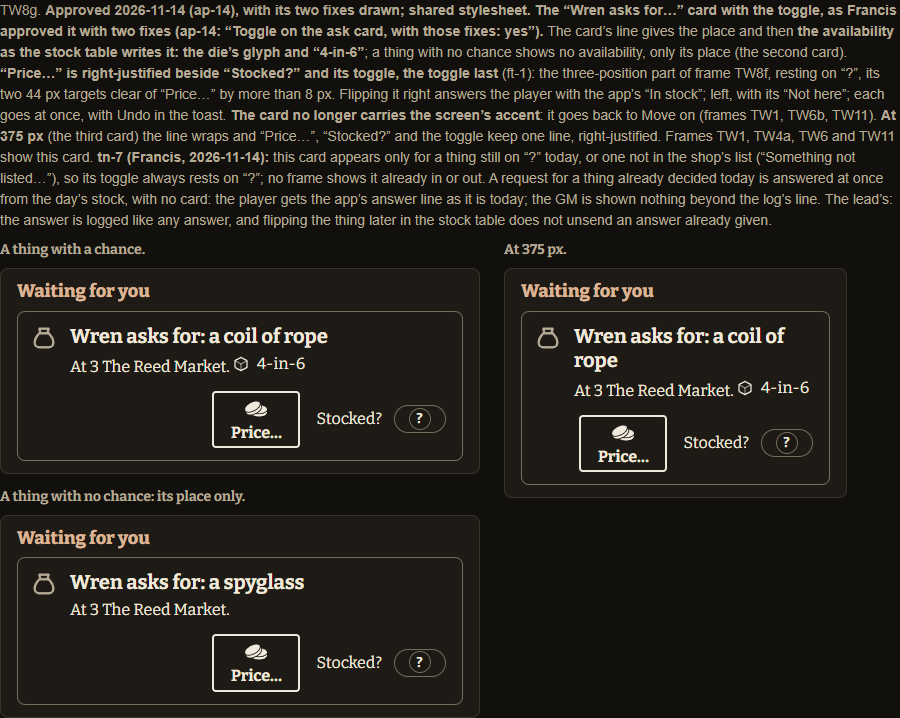 TW8g. Approved 2026-11-14 (ap-14), with its two fixes drawn; shared stylesheet. The “Wren asks for…” card with the toggle, as Francis
approved it with two fixes (ap-14: “Toggle on the ask card, with those fixes: yes”). The card’s line gives the place and then the availability
as the stock table writes it: the die’s glyph and “4-in-6”; a thing with no chance shows no availability, only its place (the second card).
“Price…” is right-justified beside “Stocked?” and its toggle, the toggle last (ft-1): the three-position part of frame TW8f, resting on “?”, its
two 44 px targets clear of “Price…” by more than 8 px. Flipping it right answers the player with the app’s “In stock”; left, with its “Not here”; each
goes at once, with Undo in the toast. The card no longer carries the screen’s accent: it goes back to Move on (frames TW1, TW6b, TW11). At
375 px (the third card) the line wraps and “Price…”, “Stocked?” and the toggle keep one line, right-justified. Frames TW1, TW4a, TW6 and TW11
show this card. tn-7 (Francis, 2026-11-14): this card appears only for a thing still on “?” today, or one not in the shop’s list (“Something not
listed…”), so its toggle always rests on “?”; no frame shows it already in or out. A request for a thing already decided today is answered at once
from the day’s stock, with no card: the player gets the app’s answer line as it is today; the GM is shown nothing beyond the log’s line. The lead’s:
the answer is logged like any answer, and flipping the thing later in the stock table does not unsend an answer already given.
A thing with a chance.
Waiting for you
Wren asks for: a coil of rope
At 3 The Reed Market. 4-in-6
Price…
Stocked?
?
At 375 px.
Waiting for you
Wren asks for: a coil of
rope
At 3 The Reed Market. 4-in-6
Price…
Stocked?
?
A thing with no chance: its place only.
Waiting for you
Wren asks for: a spyglass
At 3 The Reed Market.
Price…
Stocked?
?